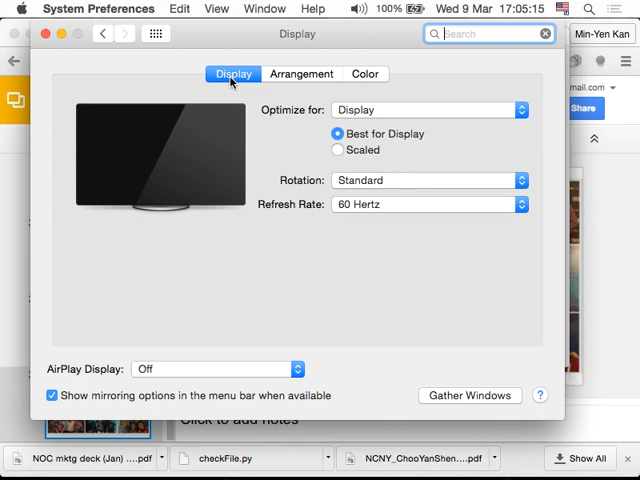 System Preferences Edit View Window Help 100% Wed 9 Mar 17:05:15
Display
Search
Min-Yen Kan
Display Arrangement Color
mail.com
Share
Optimize for: Display
Best for Display
Scaled
Rotation: Standard
Refresh Rate: 60 Hertz
AirPlay Display: Off
Show mirroring options in the menu bar when available
Gather Windows
?
Click to add notes
NOC mktg deck (Jan) ....pdf
checkFile.py
NCNY_ChooYanShen....pdf
Show All